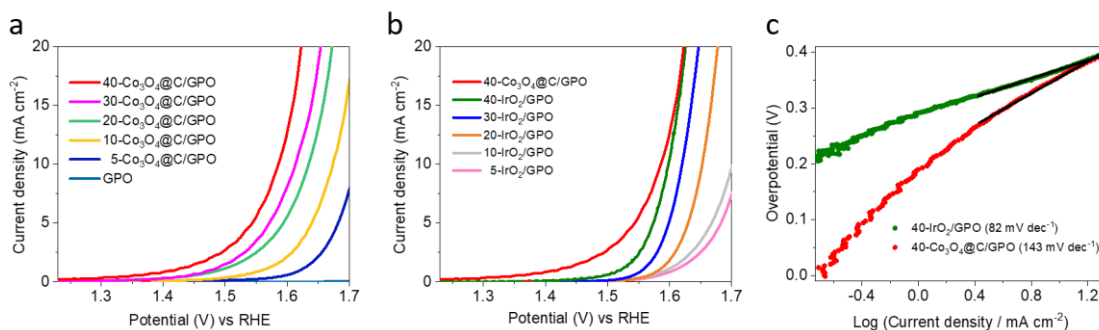 a
20
15
10
5
0
Current density (mA cm⁻²)
40-Co₃O₄@C/GPO
30-Co₃O₄@C/GPO
20-Co₃O₄@C/GPO
10-Co₃O₄@C/GPO
5-Co₃O₄@C/GPO
GPO
1.3 1.4 1.5 1.6 1.7
Potential (V) vs RHE
b
20
15
10
5
0
Current density (mA cm⁻²)
40-Co₃O₄@C/GPO
40-IrO₂/GPO
30-IrO₂/GPO
20-IrO₂/GPO
10-IrO₂/GPO
5-IrO₂/GPO
1.3 1.4 1.5 1.6 1.7
Potential (V) vs RHE
c
0.4
0.3
0.2
0.1
0.0
Overpotential (V)
40-IrO₂/GPO (82 mV dec⁻¹)
40-Co₃O₄@C/GPO (143 mV dec⁻¹)
-0.4 0.0 0.4 0.8 1.2
Log (Current density / mA cm⁻²)